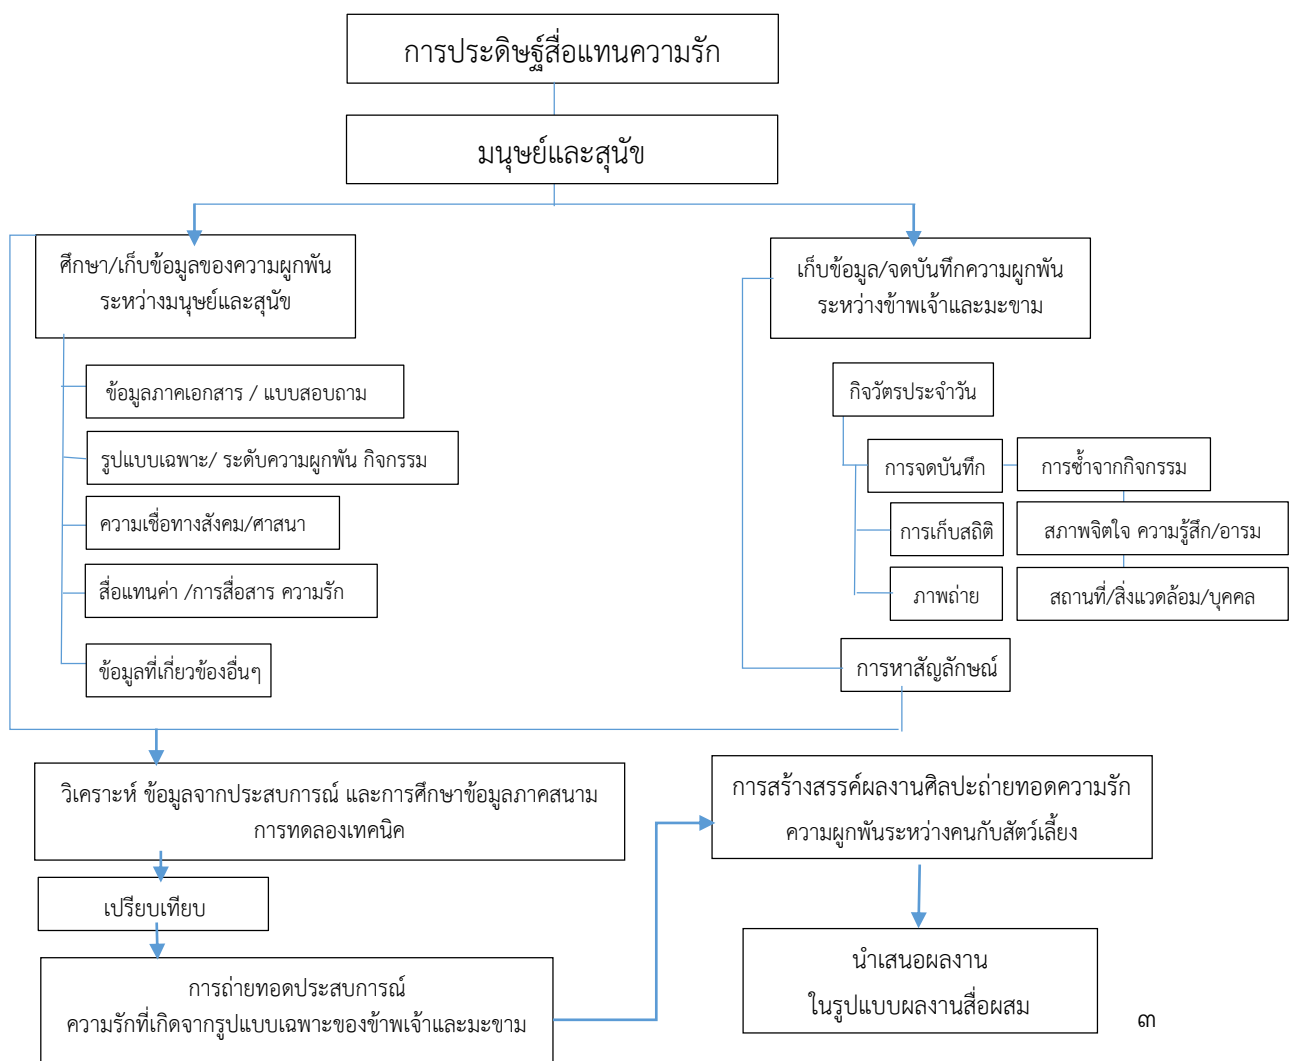 การประดิษฐ์สื่อแทนความรัก
มนุษย์และสุนัข
ศึกษา/เก็บข้อมูลของความผูกพัน
ระหว่างมนุษย์และสุนัข
ข้อมูลภาคเอกสาร / แบบสอบถาม
รูปแบบเฉพาะ/ ระดับความผูกพัน กิจกรรม
ความเชื่อทางสังคม/ศาสนา
สื่อแทนค่า /การสื่อสาร ความรัก
ข้อมูลที่เกี่ยวข้องอื่นๆ
เก็บข้อมูล/จดบันทึกความผูกพัน
ระหว่างข้าพเจ้าและมะขาม
กิจวัตรประจำวัน
การจดบันทึก
การซ้ำจากกิจกรรม
การเก็บสถิติ
สภาพจิตใจ ความรู้สึก/อารม
ภาพถ่าย
สถานที่/สิ่งแวดล้อม/บุคคล
การหาสัญลักษณ์
วิเคราะห์ ข้อมูลจากประสบการณ์ และการศึกษาข้อมูลภาคสนาม
การทดลองเทคนิค
เปรียบเทียบ
การถ่ายทอดประสบการณ์
ความรักที่เกิดจากรูปแบบเฉพาะของข้าพเจ้าและมะขาม
การสร้างสรรค์ผลงานศิลปะถ่ายทอดความรัก
ความผูกพันระหว่างคนกับสัตว์เลี้ยง
นำเสนอผลงาน
ในรูปแบบผลงานสื่อผสม
๓